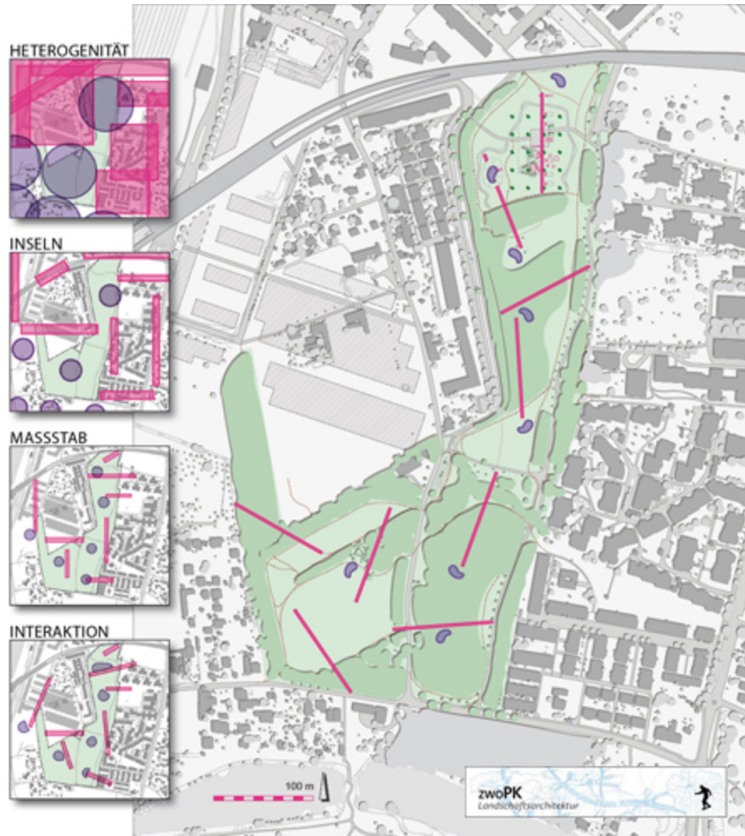 HETEROGENITÄT
INSELN
MASSSTAB
INTERAKTION
100 m
zwoPK
Landschaftsarchitektur